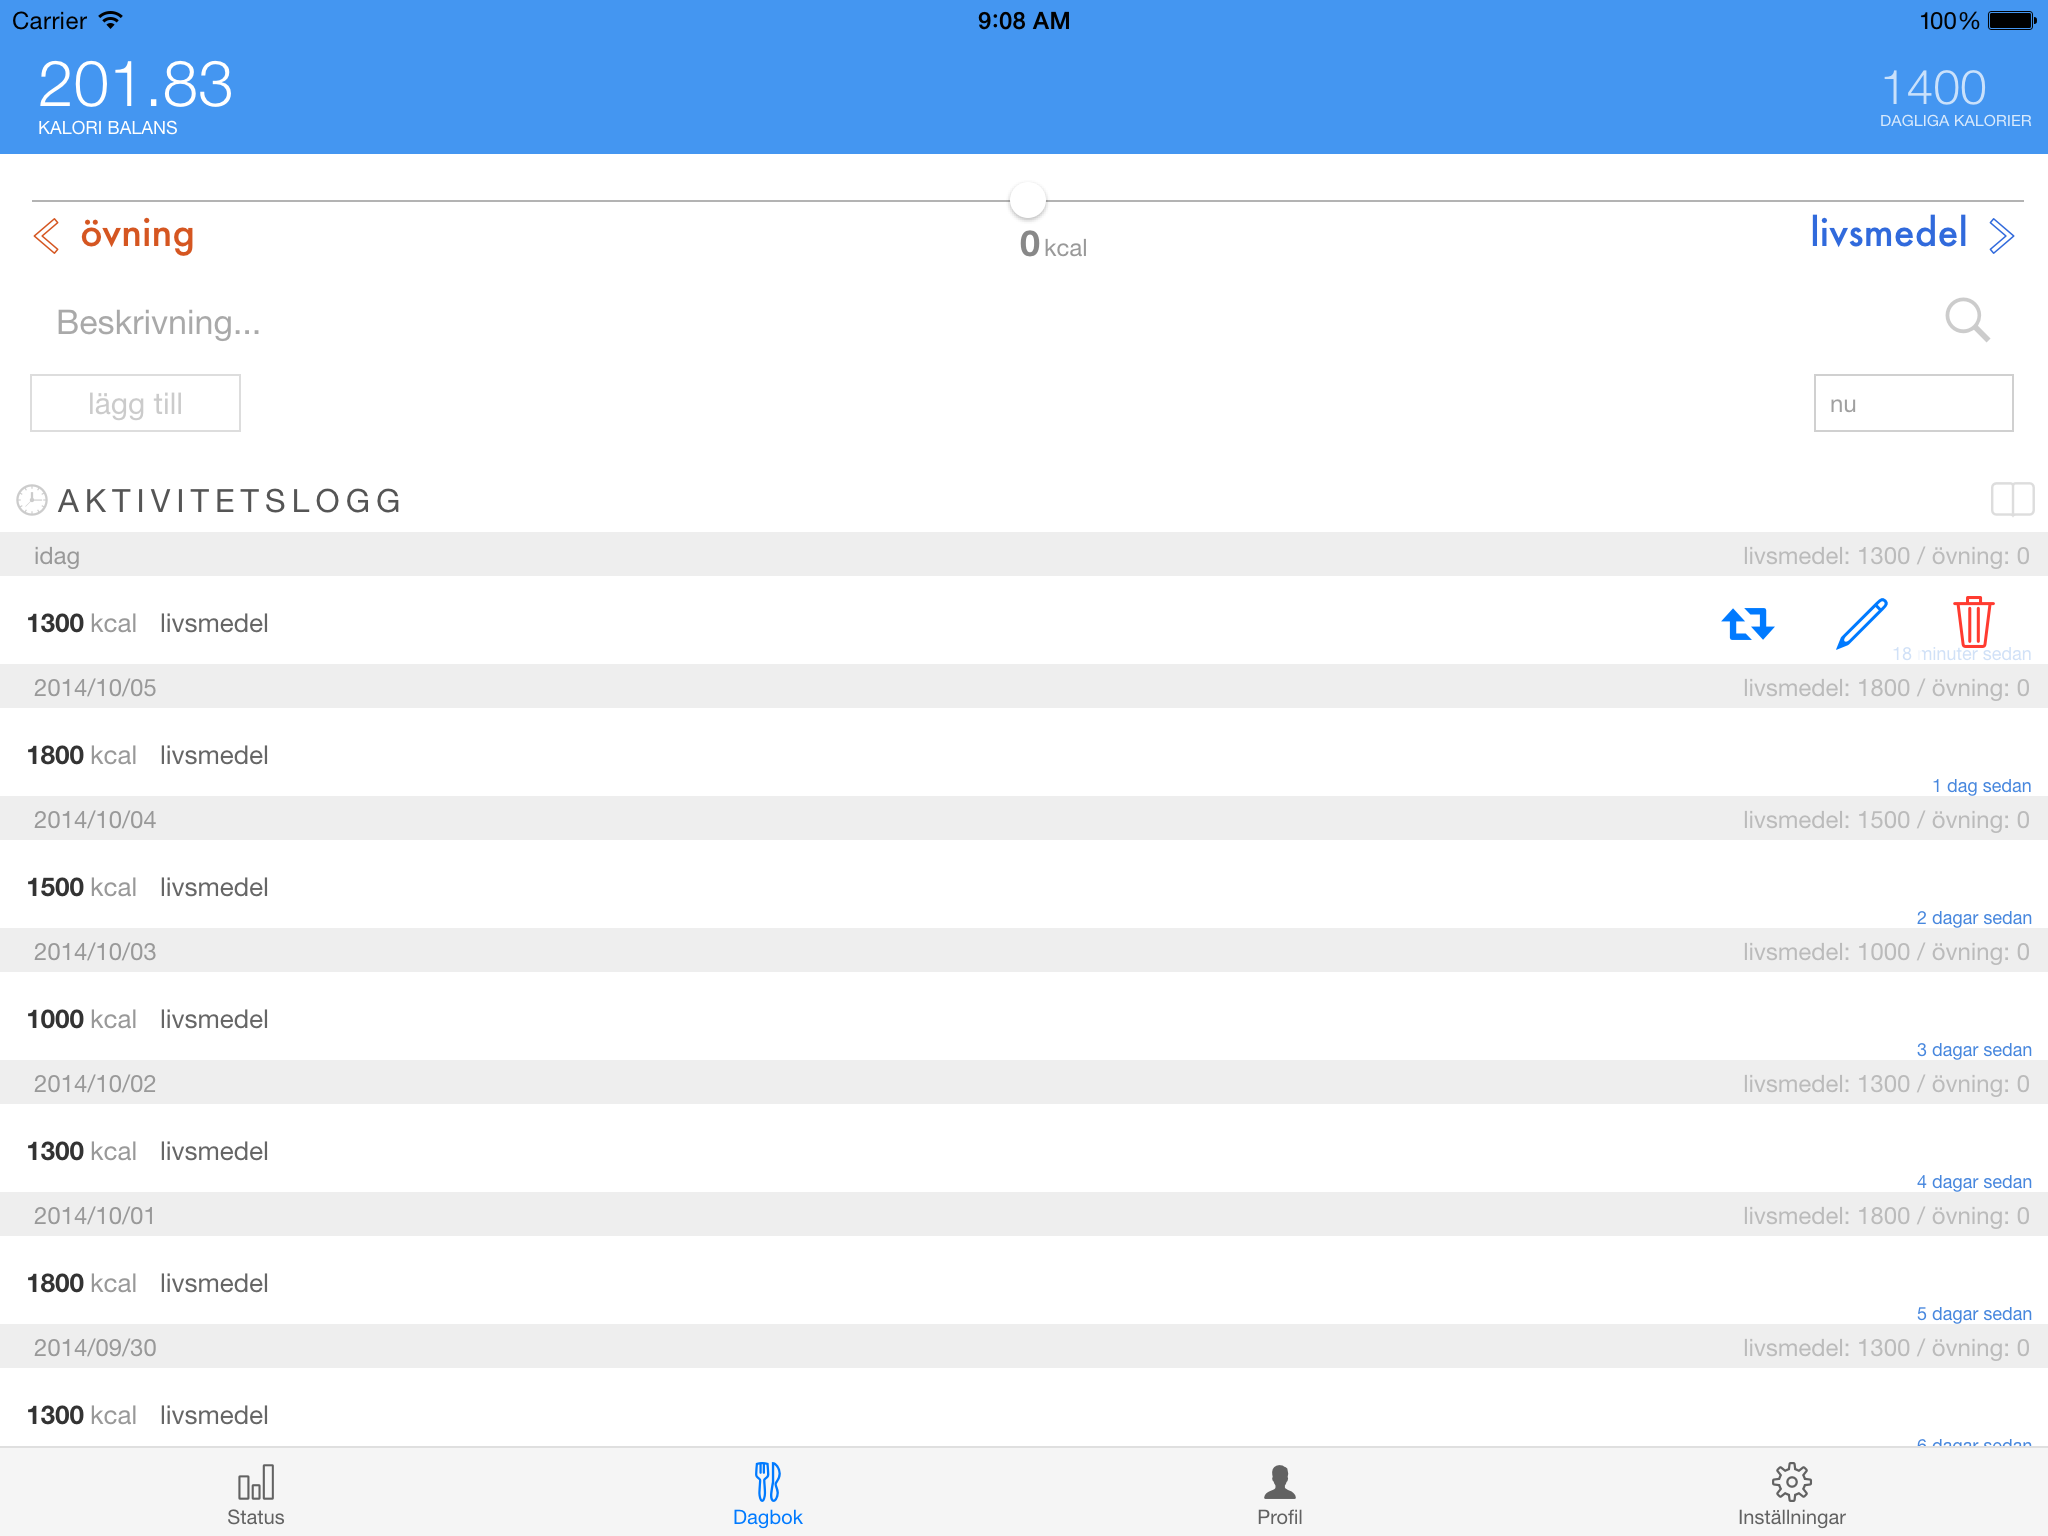 Carrier 9:08 AM 100%
201.83 1400
KALORI BALANS DAGLIGA KALORIER
övning 0 kcal livsmedel
Beskrivning...
lägg till nu
AKTIVITETSLOGG
idag livsmedel: 1300 / övning: 0
1300 kcal livsmedel
18 minuter sedan
2014/10/05 livsmedel: 1800 / övning: 0
1800 kcal livsmedel
1 dag sedan
2014/10/04 livsmedel: 1500 / övning: 0
1500 kcal livsmedel
2 dagar sedan
2014/10/03 livsmedel: 1000 / övning: 0
1000 kcal livsmedel
3 dagar sedan
2014/10/02 livsmedel: 1300 / övning: 0
1300 kcal livsmedel
4 dagar sedan
2014/10/01 livsmedel: 1800 / övning: 0
1800 kcal livsmedel
5 dagar sedan
2014/09/30 livsmedel: 1300 / övning: 0
1300 kcal livsmedel
6 dagar sedan
Status Dagbok Profil Inställningar